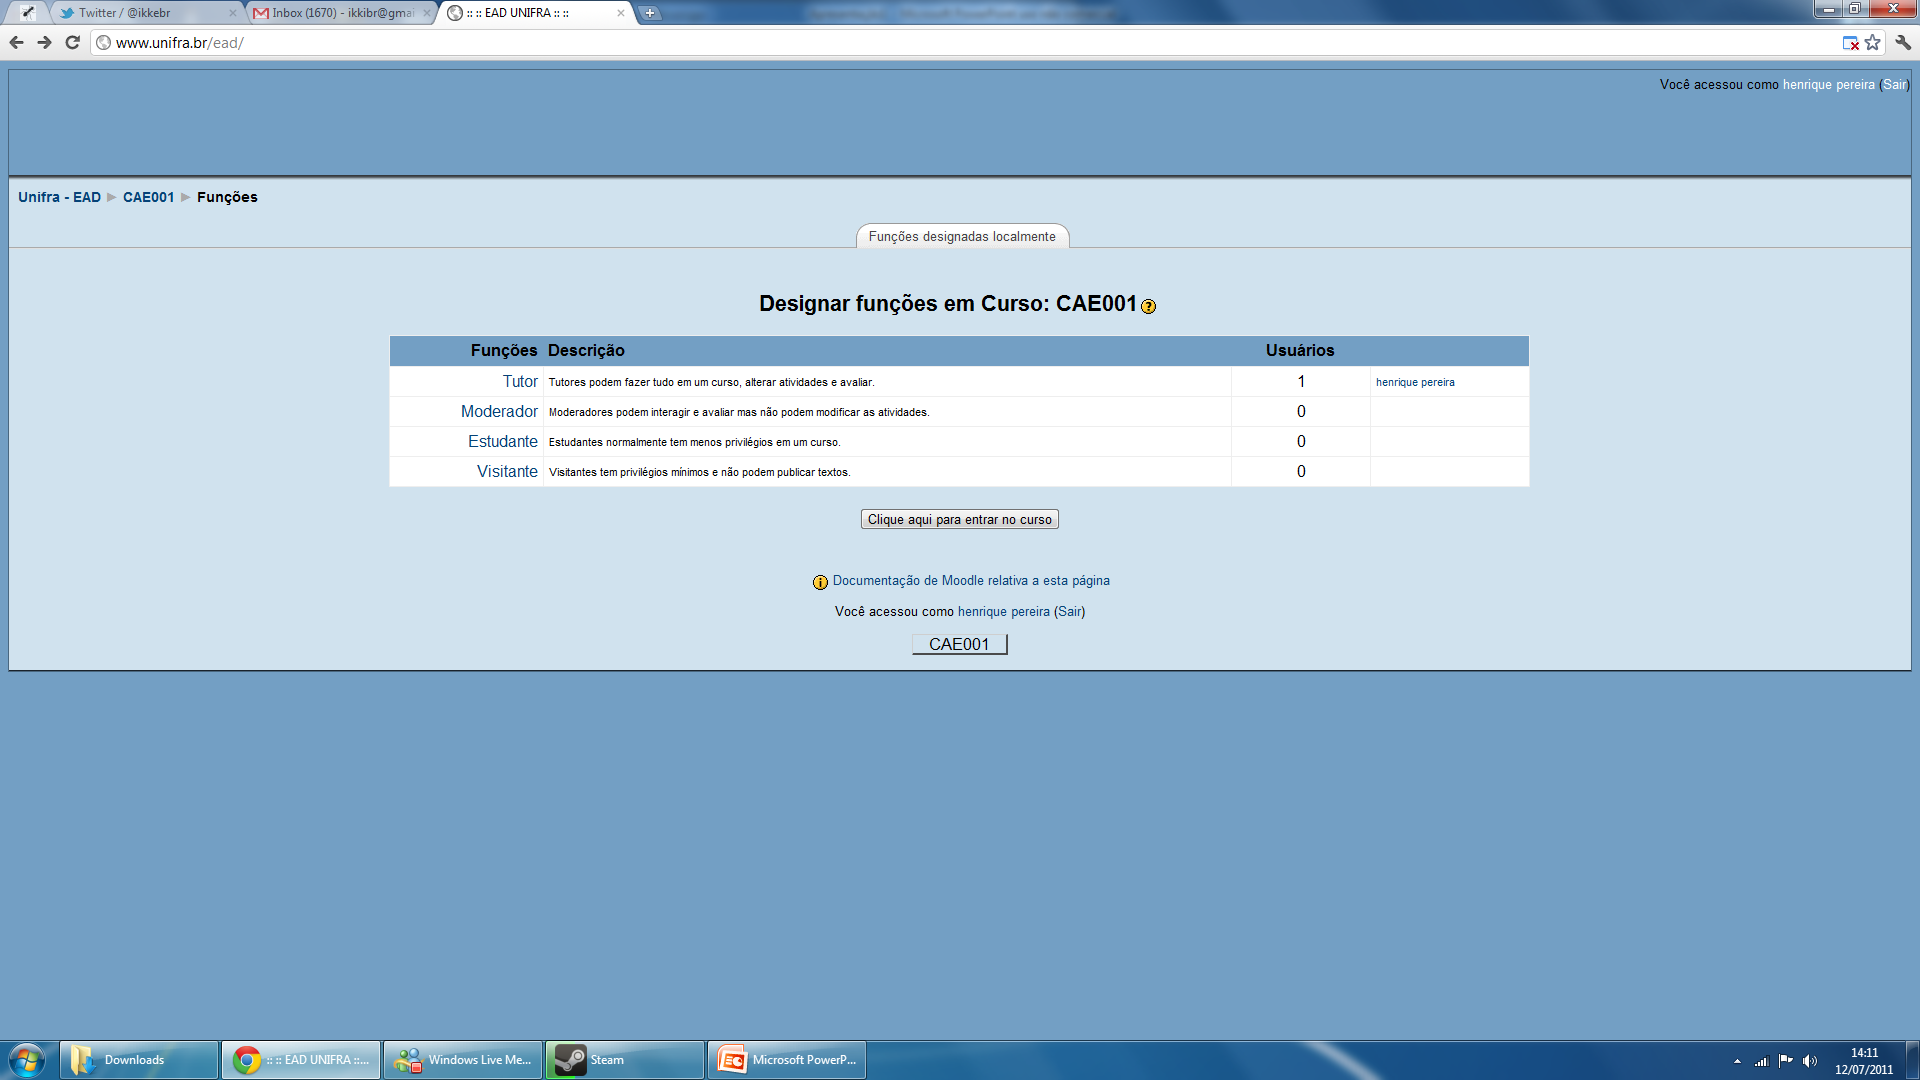 Twitter / @ikkebr
Inbox (1670) - ikkibr@gmai
:: :: EAD UNIFRA :: ::
www.unifra.br/ead/
Você acessou como henrique pereira (Sair)
Unifra - EAD ► CAE001 ► Funções
Funções designadas localmente
Designar funções em Curso: CAE001
Funções Descrição Usuários
Tutor Tutores podem fazer tudo em um curso, alterar atividades e avaliar. 1 henrique pereira
Moderador Moderadores podem interagir e avaliar mas não podem modificar as atividades. 0
Estudante Estudantes normalmente tem menos privilégios em um curso. 0
Visitante Visitantes tem privilégios mínimos e não podem publicar textos. 0
Clique aqui para entrar no curso
Documentação de Moodle relativa a esta página
Você acessou como henrique pereira (Sair)
CAE001
Downloads
:: :: EAD UNIFRA ::...
Windows Live Me...
Steam
Microsoft PowerP...
14:11
12/07/2011